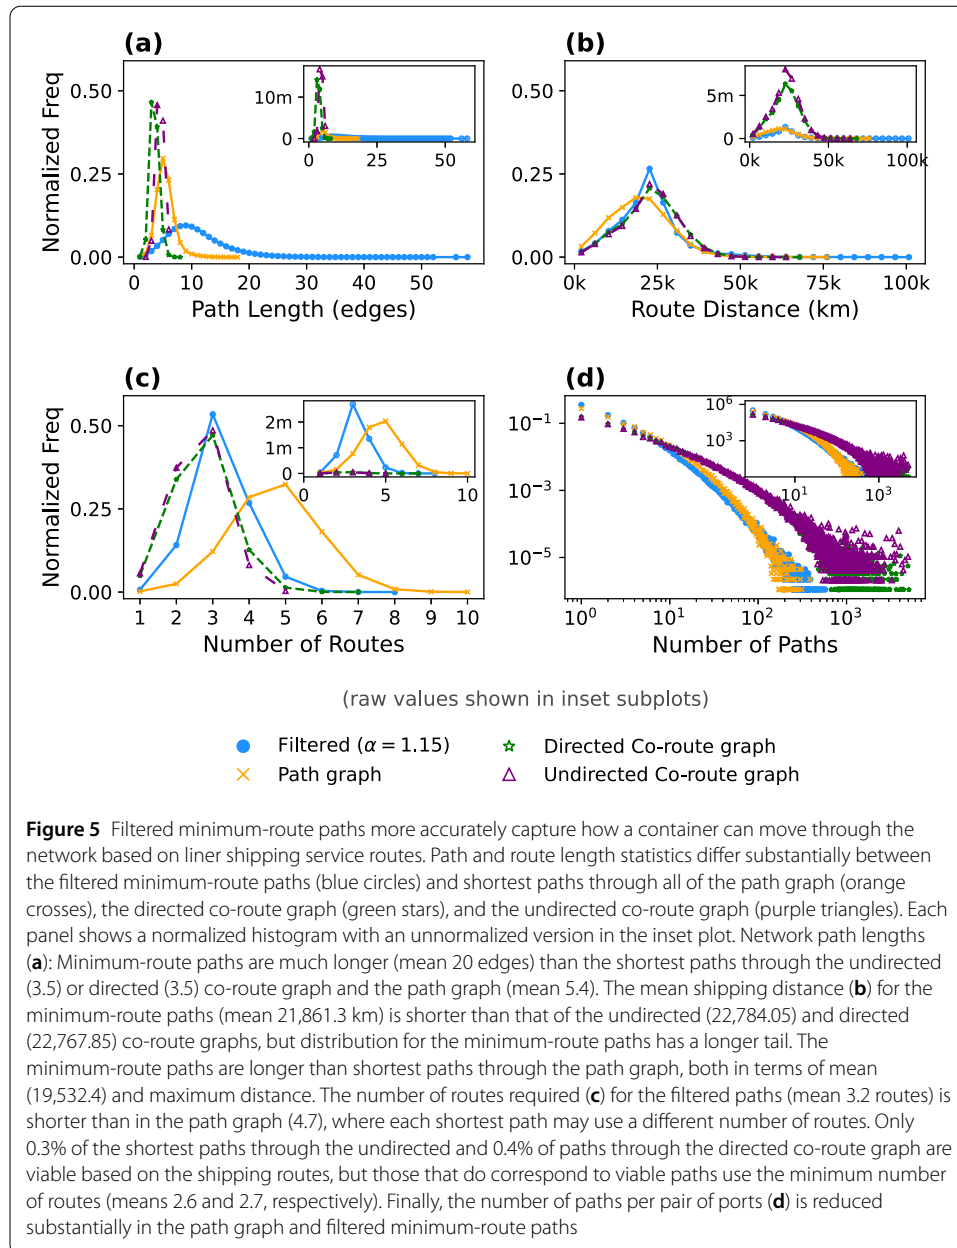 (a)
(b)
Normalized Freq
0.50
0.25
0.00
10m
0
0
25
50
0
10
20
30
40
50
Path Length (edges)
Normalized Freq
0.50
0.25
0.00
5m
0
0k
50k
100k
0k
25k
50k
75k
100k
Route Distance (km)
(c)
(d)
Normalized Freq
0.50
0.25
0.00
2m
1m
0
0
5
10
1
2
3
4
5
6
7
8
9
10
Number of Routes
10⁻¹
10⁻³
10⁻⁵
10⁶
10³
10¹
10³
10⁰
10¹
10²
10³
Number of Paths
(raw values shown in inset subplots)
Filtered (α = 1.15)
Path graph
Directed Co-route graph
Undirected Co-route graph
Figure 5 Filtered minimum-route paths more accurately capture how a container can move through the
network based on liner shipping service routes. Path and route length statistics differ substantially between
the filtered minimum-route paths (blue circles) and shortest paths through all of the path graph (orange
crosses), the directed co-route graph (green stars), and the undirected co-route graph (purple triangles). Each
panel shows a normalized histogram with an unnormalized version in the inset plot. Network path lengths
(a): Minimum-route paths are much longer (mean 20 edges) than the shortest paths through the undirected
(3.5) or directed (3.5) co-route graph and the path graph (mean 5.4). The mean shipping distance (b) for the
minimum-route paths (mean 21,861.3 km) is shorter than that of the undirected (22,784.05) and directed
(22,767.85) co-route graphs, but distribution for the minimum-route paths has a longer tail. The
minimum-route paths are longer than shortest paths through the path graph, both in terms of mean
(19,532.4) and maximum distance. The number of routes required (c) for the filtered paths (mean 3.2 routes) is
shorter than in the path graph (4.7), where each shortest path may use a different number of routes. Only
0.3% of the shortest paths through the undirected and 0.4% of paths through the directed co-route graph are
viable based on the shipping routes, but those that do correspond to viable paths use the minimum number
of routes (means 2.6 and 2.7, respectively). Finally, the number of paths per pair of ports (d) is reduced
substantially in the path graph and filtered minimum-route paths